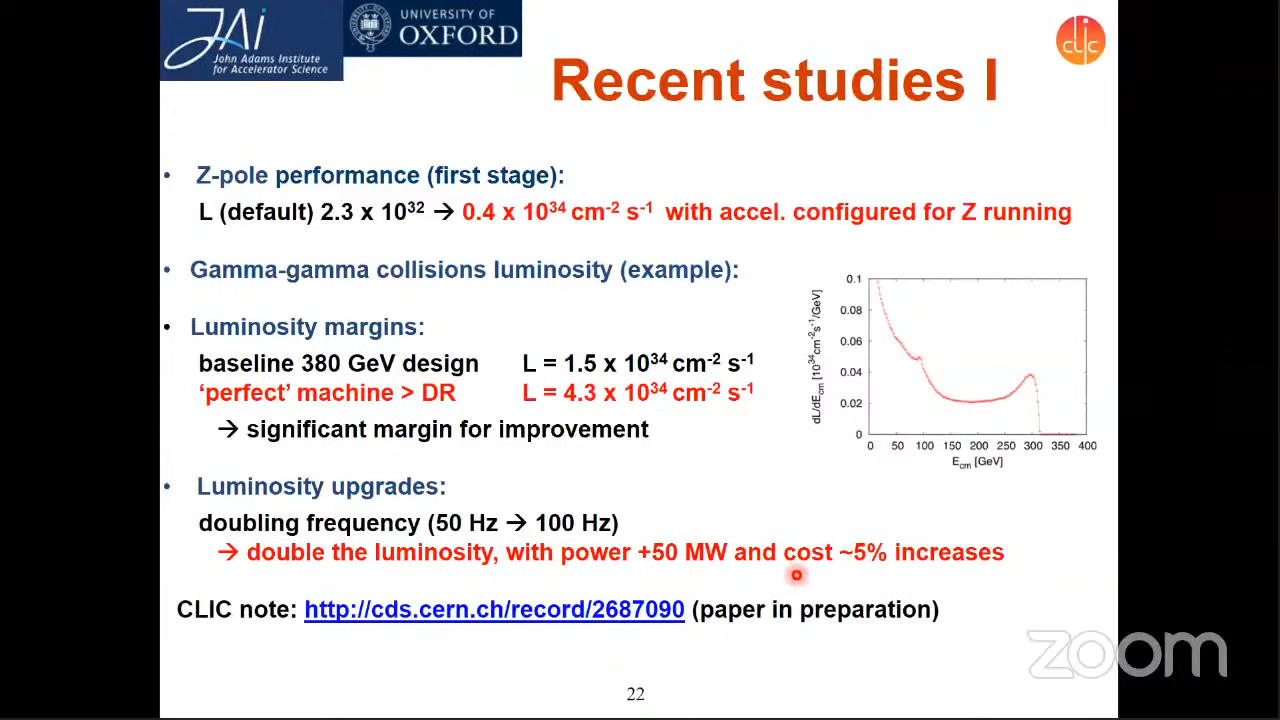 JAi
John Adams Institute
for Accelerator Science
UNIVERSITY OF
OXFORD
clic
Recent studies I
• Z-pole performance (first stage):
L (default) 2.3 x 10³² → 0.4 x 10³⁴ cm⁻² s⁻¹ with accel. configured for Z running
• Gamma-gamma collisions luminosity (example):
• Luminosity margins:
baseline 380 GeV design L = 1.5 x 10³⁴ cm⁻² s⁻¹
‘perfect’ machine > DR L = 4.3 x 10³⁴ cm⁻² s⁻¹
→ significant margin for improvement
0.1
0.08
0.06
0.04
0.02
0
dL/dE_cm [10³⁴cm⁻²s⁻¹/GeV]
0 50 100 150 200 250 300 350 400
E_cm [GeV]
• Luminosity upgrades:
doubling frequency (50 Hz → 100 Hz)
→ double the luminosity, with power +50 MW and cost ~5% increases
CLIC note: http://cds.cern.ch/record/2687090 (paper in preparation)
zoom
22